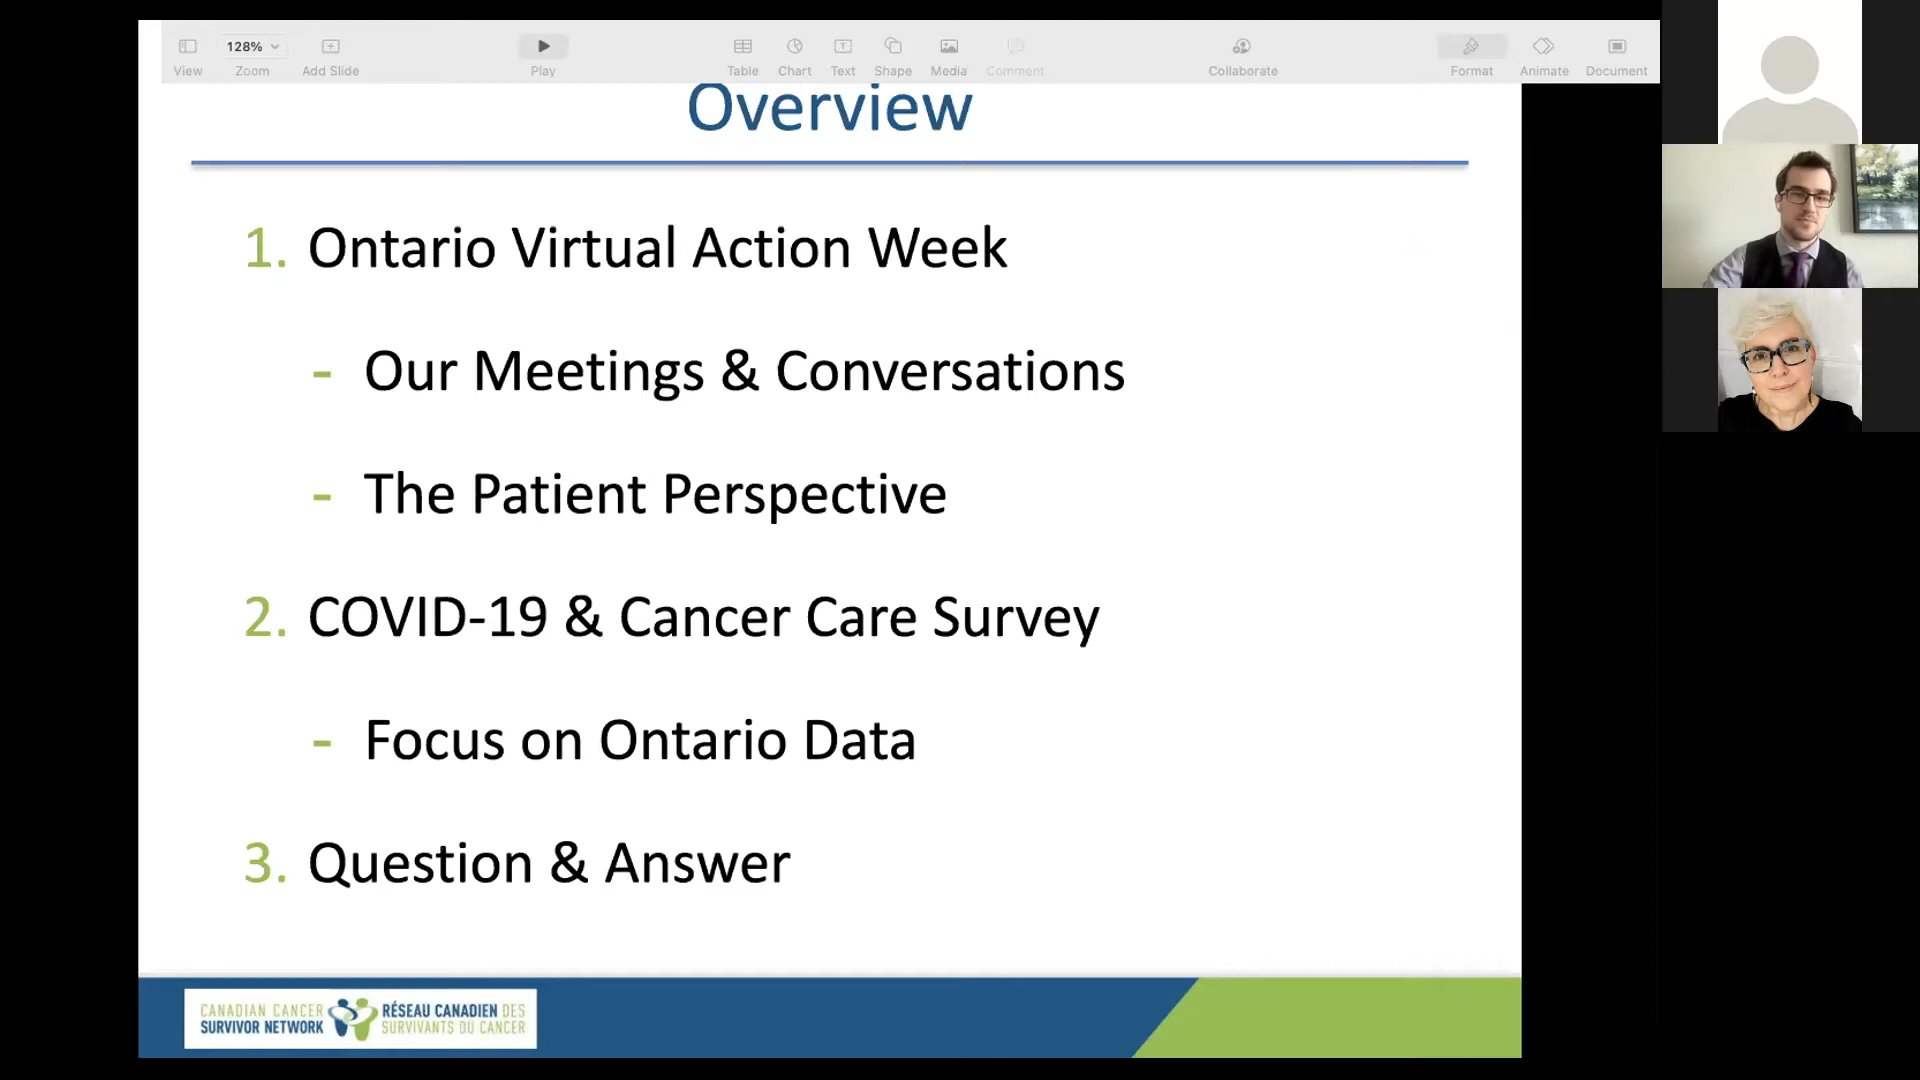 128%
View
Zoom
Add Slide
Play
Table
Chart
Text
Shape
Media
Comment
Collaborate
Format
Animate
Document
Overview
1. Ontario Virtual Action Week
- Our Meetings & Conversations
- The Patient Perspective
2. COVID-19 & Cancer Care Survey
- Focus on Ontario Data
3. Question & Answer
CANADIAN CANCER
SURVIVOR NETWORK
RÉSEAU CANADIEN DES
SURVIVANTS DU CANCER